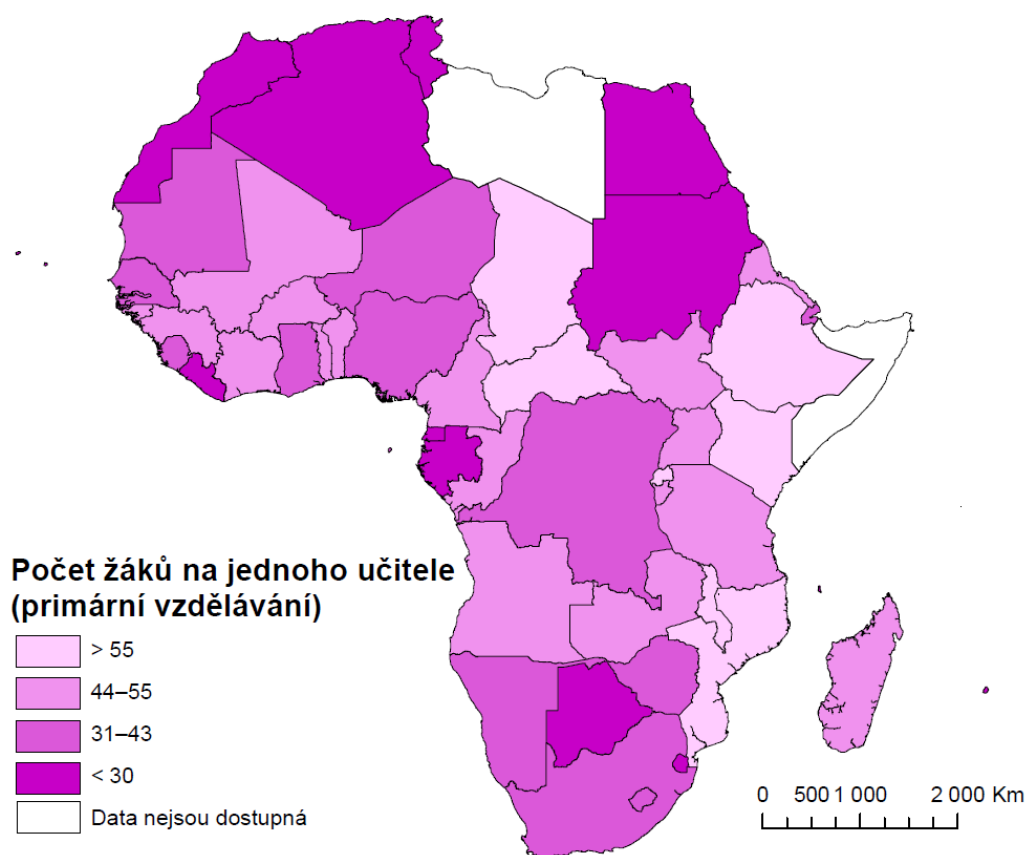 Počet žáků na jednoho učitele
(primární vzdělávání)
> 55
44–55
31–43
< 30
Data nejsou dostupná
0 500 1 000 2 000 Km